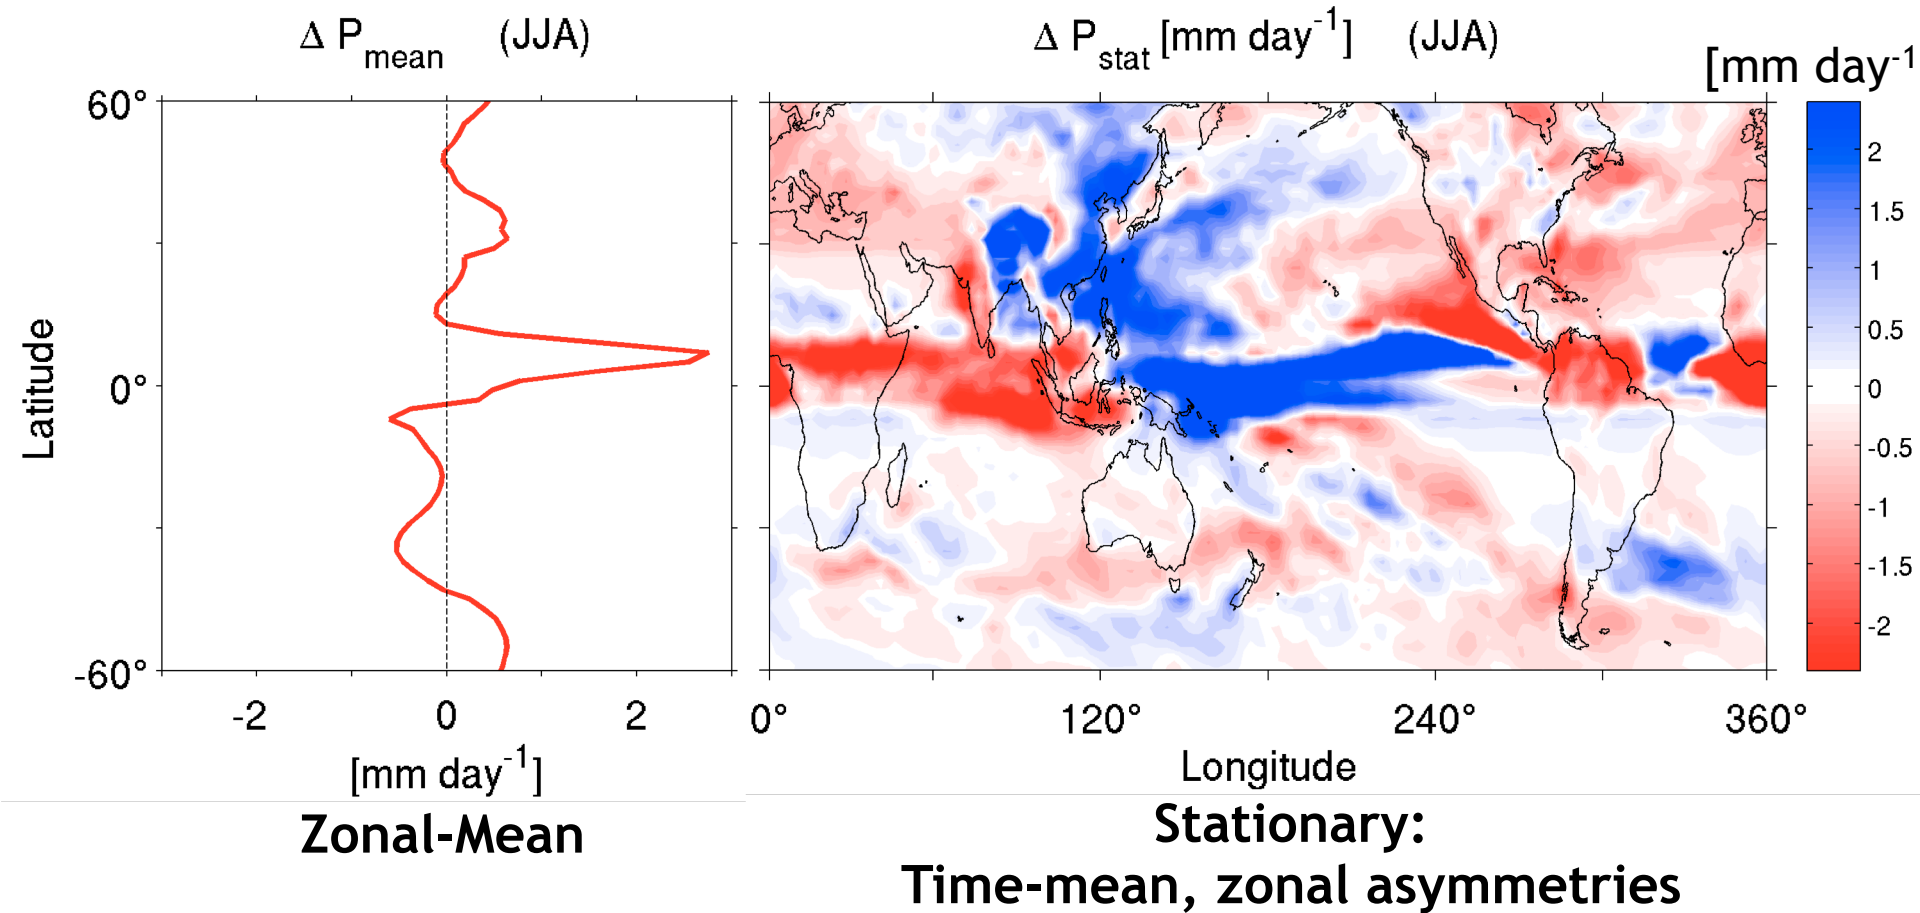 Δ P_mean (JJA)
Δ P_stat [mm day⁻¹] (JJA)
[mm day⁻¹
60°
0°
-60°
Latitude
-2 0 2
[mm day⁻¹]
0° 120° 240° 360°
Longitude
2
1.5
1
0.5
0
-0.5
-1
-1.5
-2
Zonal-Mean
Stationary:
Time-mean, zonal asymmetries